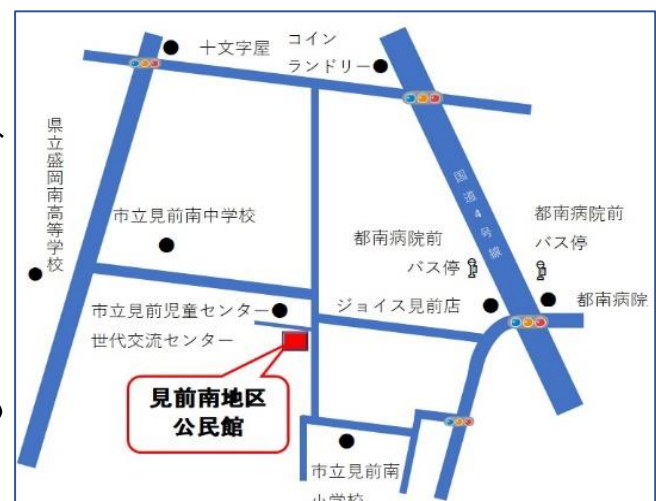 十文字屋
コイン
ランドリー
県立盛岡南高等学校
国道4号線
市立見前南中学校
都南病院前
バス停
都南病院前
バス停
市立見前児童センター
世代交流センター
ジョイス見前店
都南病院
見前南地区
公民館
市立見前南
小学校